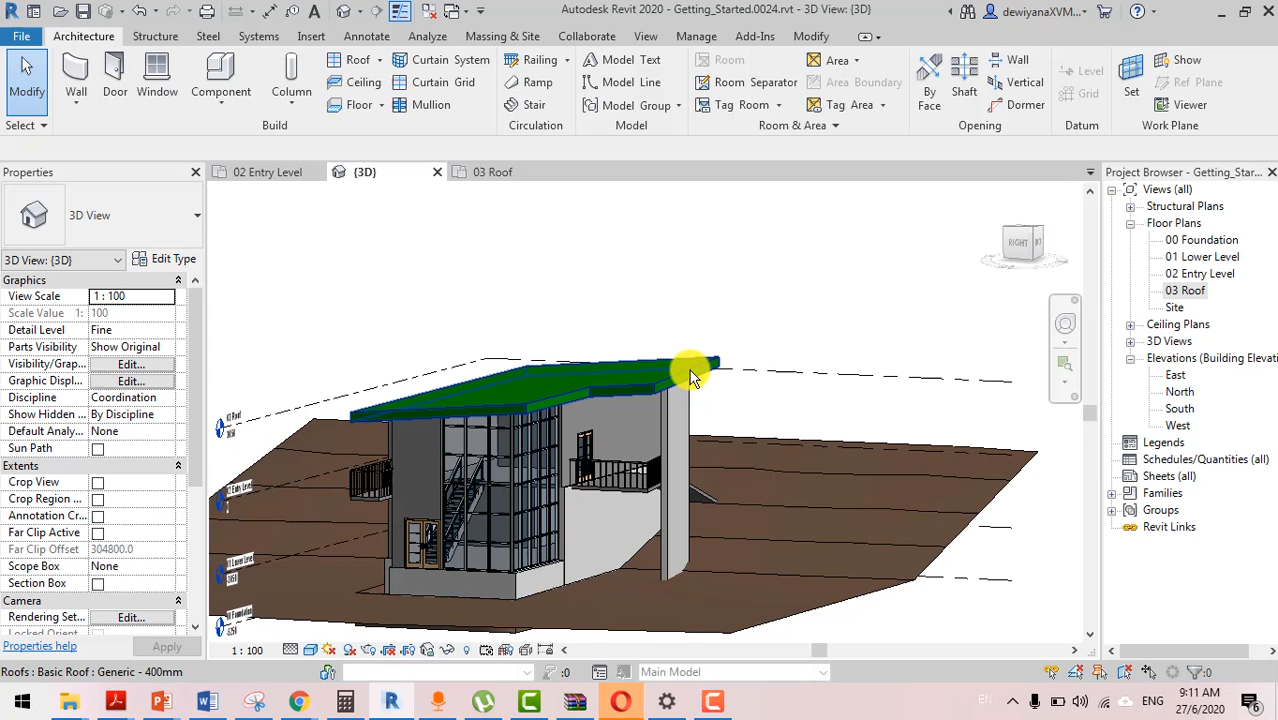 Autodesk Revit 2020 - Getting_Started.0024.rvt - 3D View: {3D}
dewiyanaXVM...
File
Architecture
Structure
Steel
Systems
Insert
Annotate
Analyze
Massing & Site
Collaborate
View
Manage
Add-Ins
Modify
Modify
Wall
Door
Window
Component
Column
Roof
Ceiling
Floor
Curtain System
Curtain Grid
Mullion
Railing
Ramp
Stair
Model Text
Model Line
Model Group
Room
Room Separator
Tag Room
Area
Area Boundary
Tag Area
By Face
Shaft
Wall
Vertical
Dormer
Level
Grid
Set
Show
Ref Plane
Viewer
Select
Build
Circulation
Model
Room & Area
Opening
Datum
Work Plane
Properties
02 Entry Level
{3D}
03 Roof
Project Browser - Getting_Star...
3D View
3D View: {3D}
Edit Type
Graphics
View Scale 1 : 100
Scale Value 1: 100
Detail Level Fine
Parts Visibility Show Original
Visibility/Grap... Edit...
Graphic Displ... Edit...
Discipline Coordination
Show Hidden ... By Discipline
Default Analy... None
Sun Path
Extents
Crop View
Crop Region ...
Annotation Cr...
Far Clip Active
Far Clip Offset 304800.0
Scope Box None
Section Box
Camera
Rendering Set... Edit...
Locked Orient
Properties help
Apply
RIGHT
Views (all)
Structural Plans
Floor Plans
00 Foundation
01 Lower Level
02 Entry Level
03 Roof
Site
Ceiling Plans
3D Views
Elevations (Building Elevat
East
North
South
West
Legends
Schedules/Quantities (all)
Sheets (all)
Families
Groups
Revit Links
1 : 100
Roofs : Basic Roof : Generic - 400mm
:0
Main Model
:0
EN
ENG
9:11 AM
27/6/2020
6